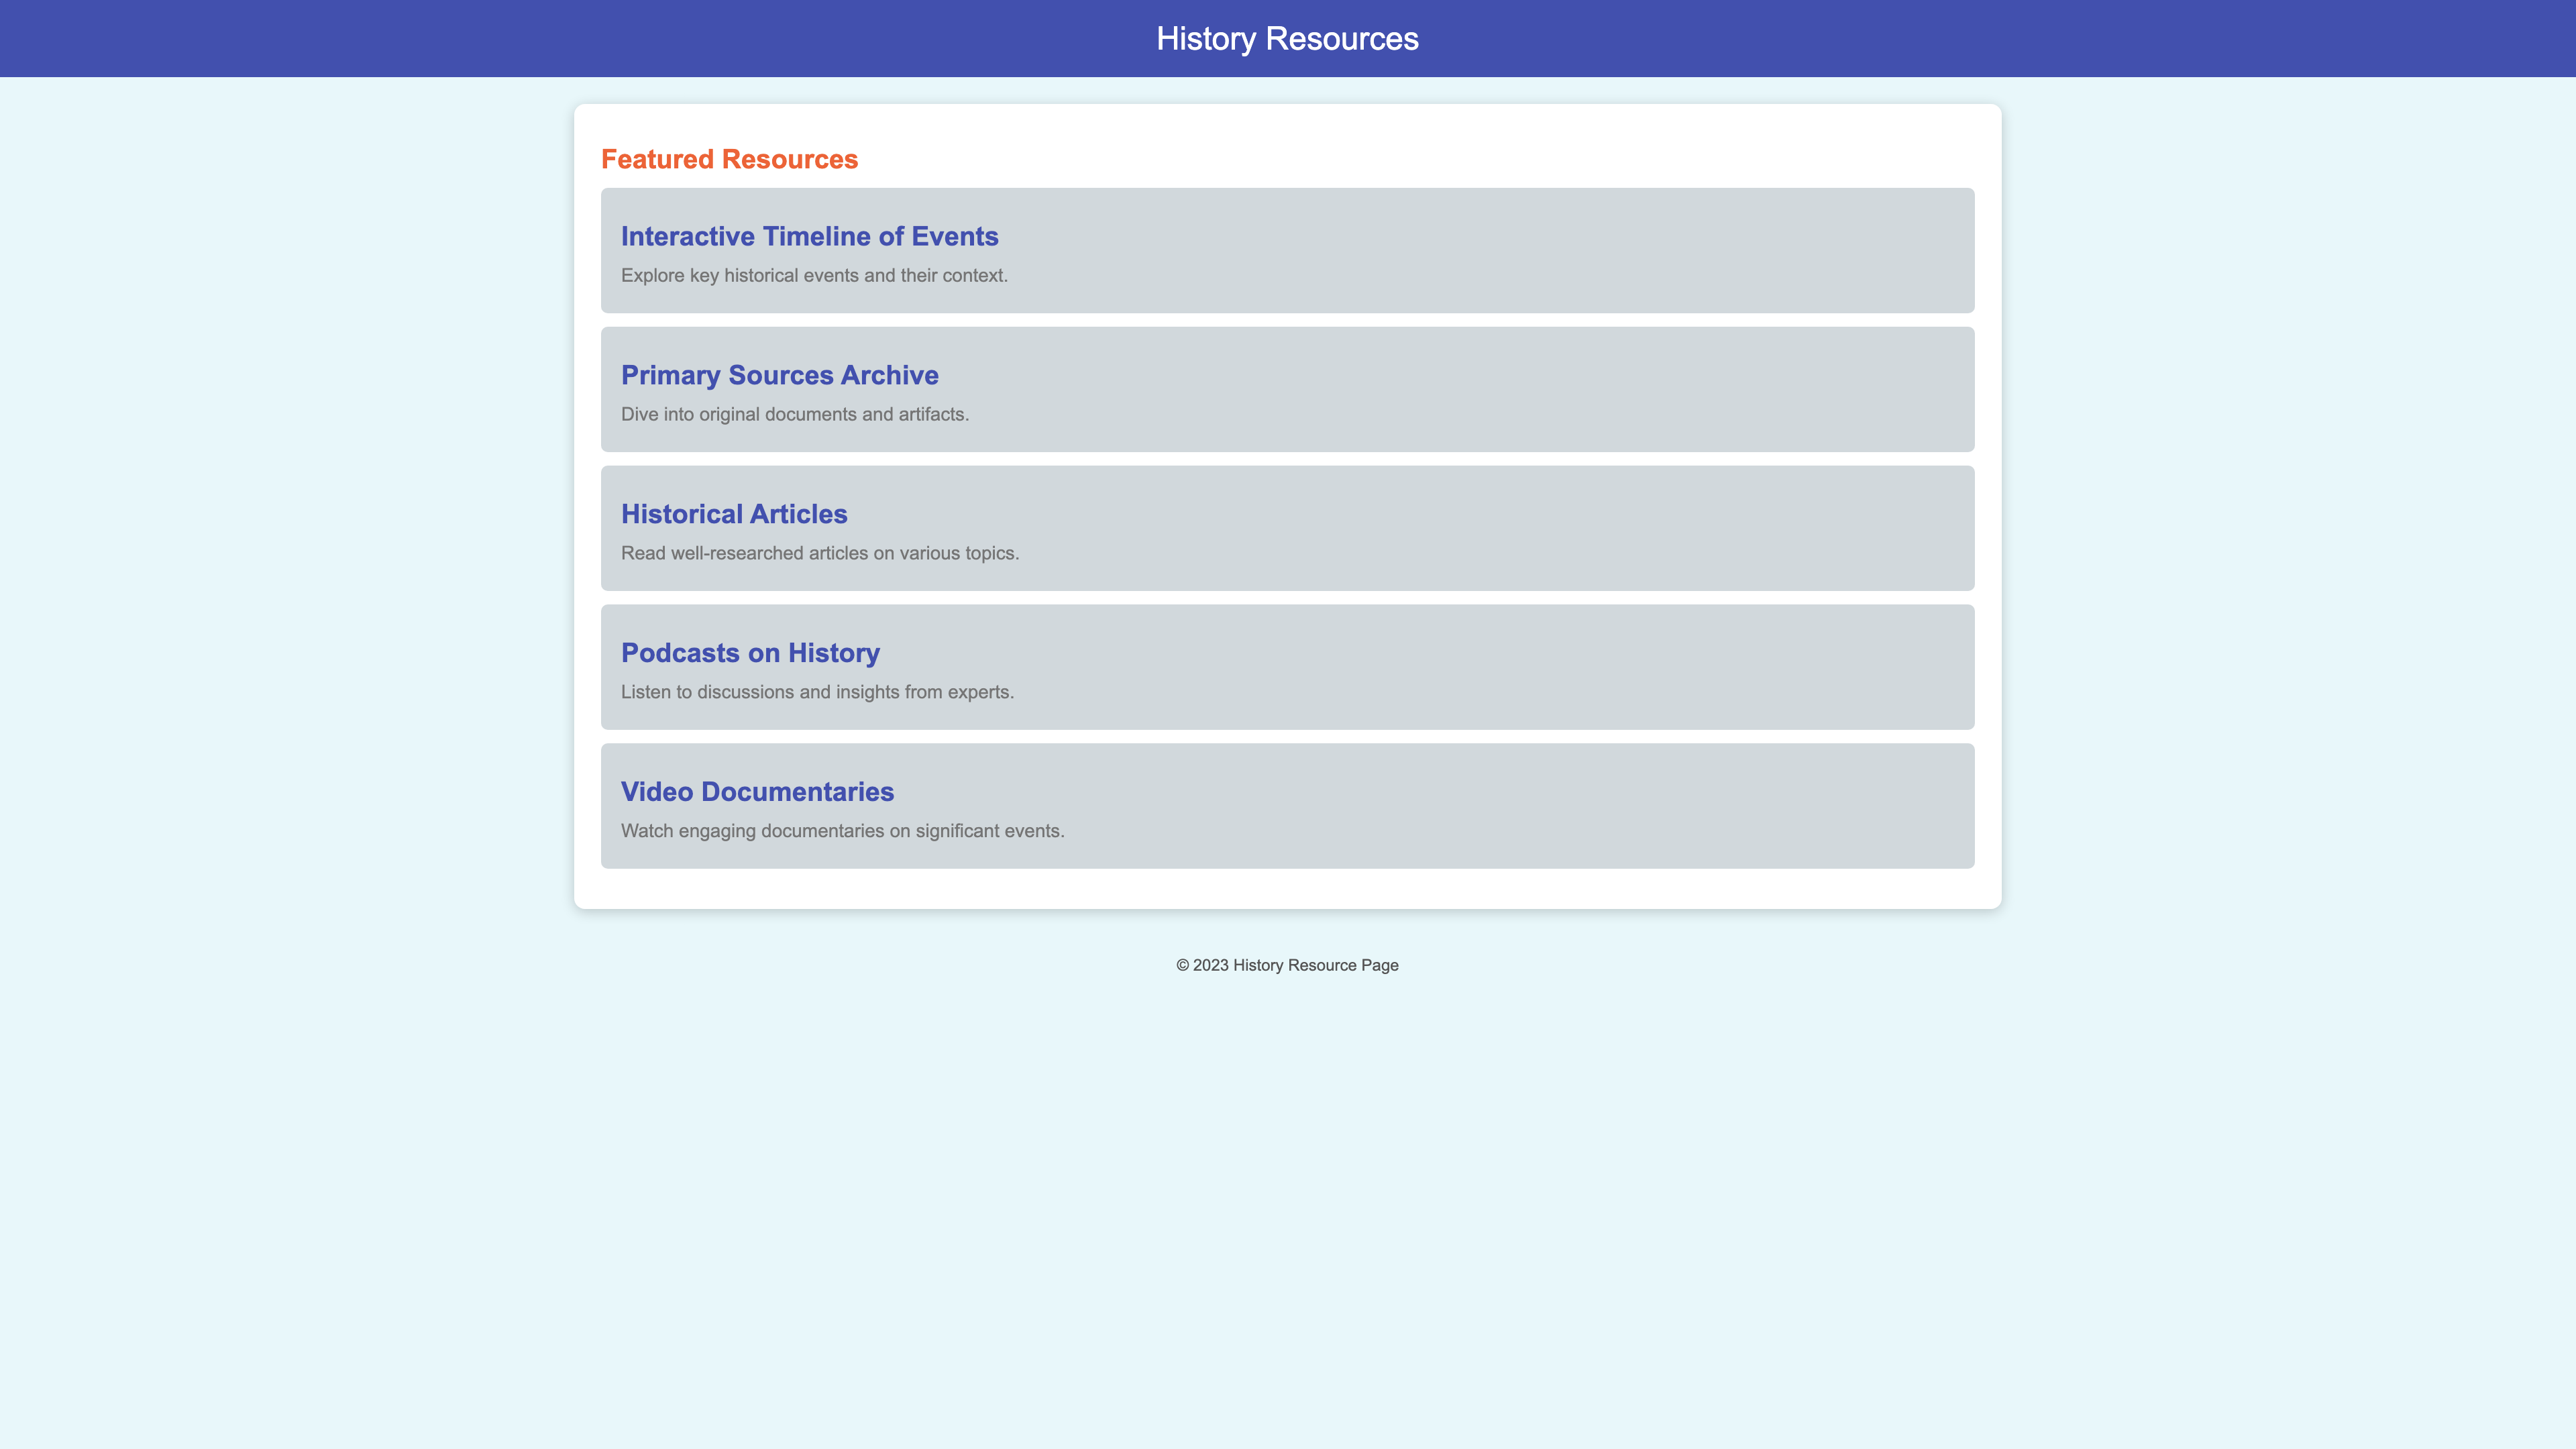 History Resources
Featured Resources
Interactive Timeline of Events
Explore key historical events and their context.
Primary Sources Archive
Dive into original documents and artifacts.
Historical Articles
Read well-researched articles on various topics.
Podcasts on History
Listen to discussions and insights from experts.
Video Documentaries
Watch engaging documentaries on significant events.
© 2023 History Resource Page